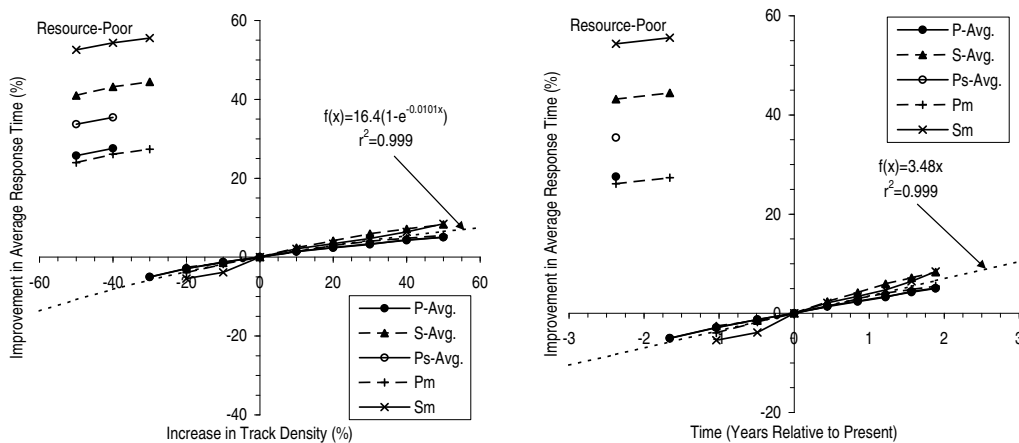 Improvement in Average Response Time (%)
60
Resource-Poor
40
f(x)=16.4(1-e^-0.0101x)
r²=0.999
20
0
-60 -40 -20 0 20 40 60
P-Avg.
S-Avg.
Ps-Avg.
Pm
Sm
-20
-40
Increase in Track Density (%)
Improvement in Average Response Time (%)
60
Resource-Poor
P-Avg.
S-Avg.
Ps-Avg.
Pm
Sm
40
20
f(x)=3.48x
r²=0.999
0
-3 -2 -1 0 1 2 3
-20
Time (Years Relative to Present)